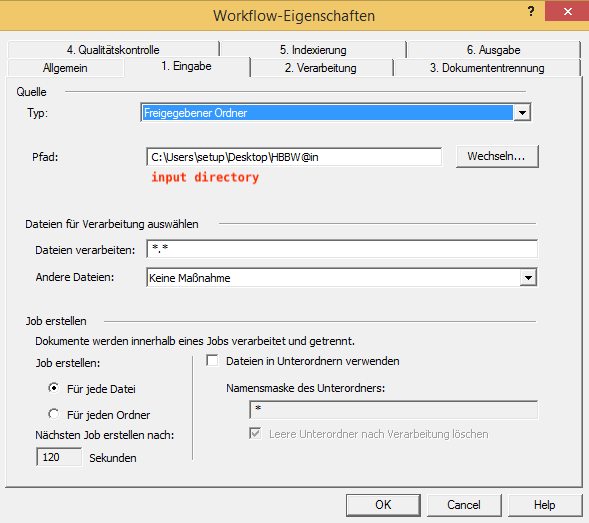 Workflow-Eigenschaften
?
4. Qualitätskontrolle 5. Indexierung 6. Ausgabe
Allgemein 1. Eingabe 2. Verarbeitung 3. Dokumententrennung
Quelle
Typ: Freigegebener Ordner
Pfad: C:\Users\setup\Desktop\HBBW@in Wechseln...
input directory
Dateien für Verarbeitung auswählen
Dateien verarbeiten: *.*
Andere Dateien: Keine Maßnahme
Job erstellen
Dokumente werden innerhalb eines Jobs verarbeitet und getrennt.
Job erstellen:
Für jede Datei
Für jeden Ordner
Nächsten Job erstellen nach:
120 Sekunden
Dateien in Unterordnern verwenden
Namensmaske des Unterordners:
*
Leere Unterordner nach Verarbeitung löschen
OK Cancel Help